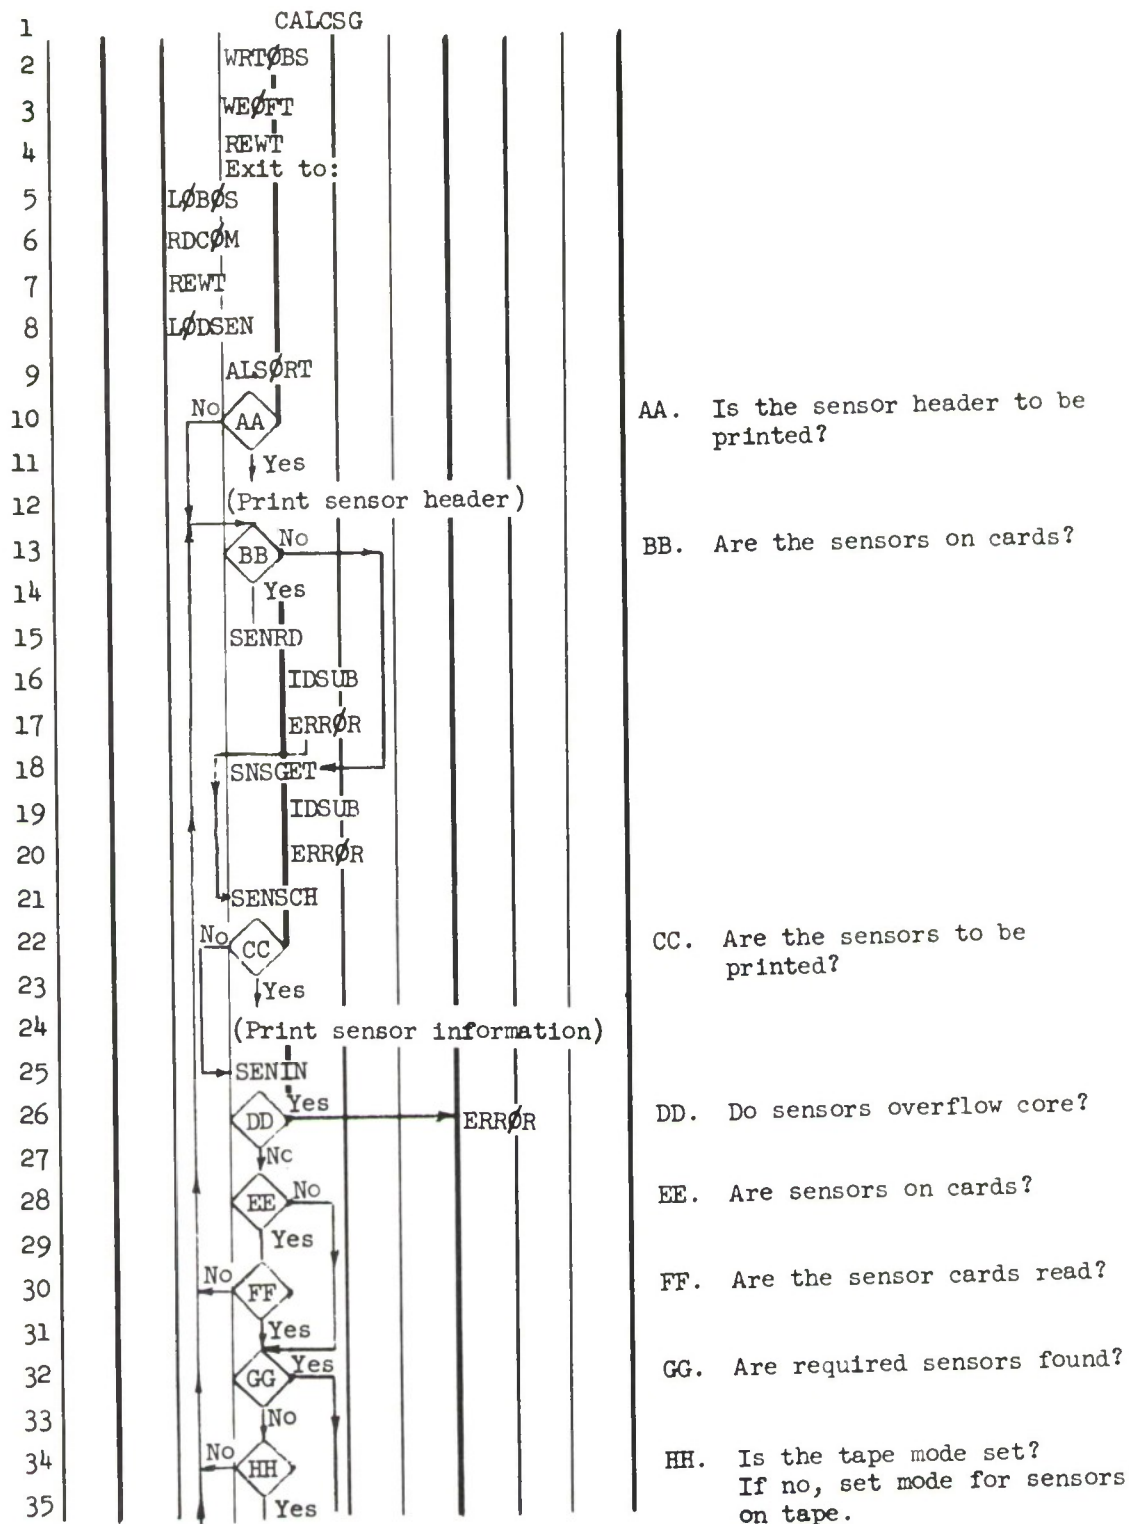 1 CALCSG
2 WRTØBS
3 WEØFT
4 REWT
Exit to:
5 LØBØS
6 RDCØM
7 REWT
8 LØDSEN
9 ALSØRT
10 No AA AA. Is the sensor header to be
printed?
11 Yes
12 (Print sensor header)
13 BB No BB. Are the sensors on cards?
14 Yes
15 SENRD
16 IDSUB
17 ERRØR
18 SNSGET
19 IDSUB
20 ERRØR
21 SENSCH
22 No CC CC. Are the sensors to be
printed?
23 Yes
24 (Print sensor information)
25 SENIN
26 DD Yes ERRØR DD. Do sensors overflow core?
27 No
28 EE No EE. Are sensors on cards?
29 Yes
30 No FF FF. Are the sensor cards read?
31 Yes
32 GG Yes GG. Are required sensors found?
33 No
34 No HH HH. Is the tape mode set?
If no, set mode for sensors
35 Yes on tape.